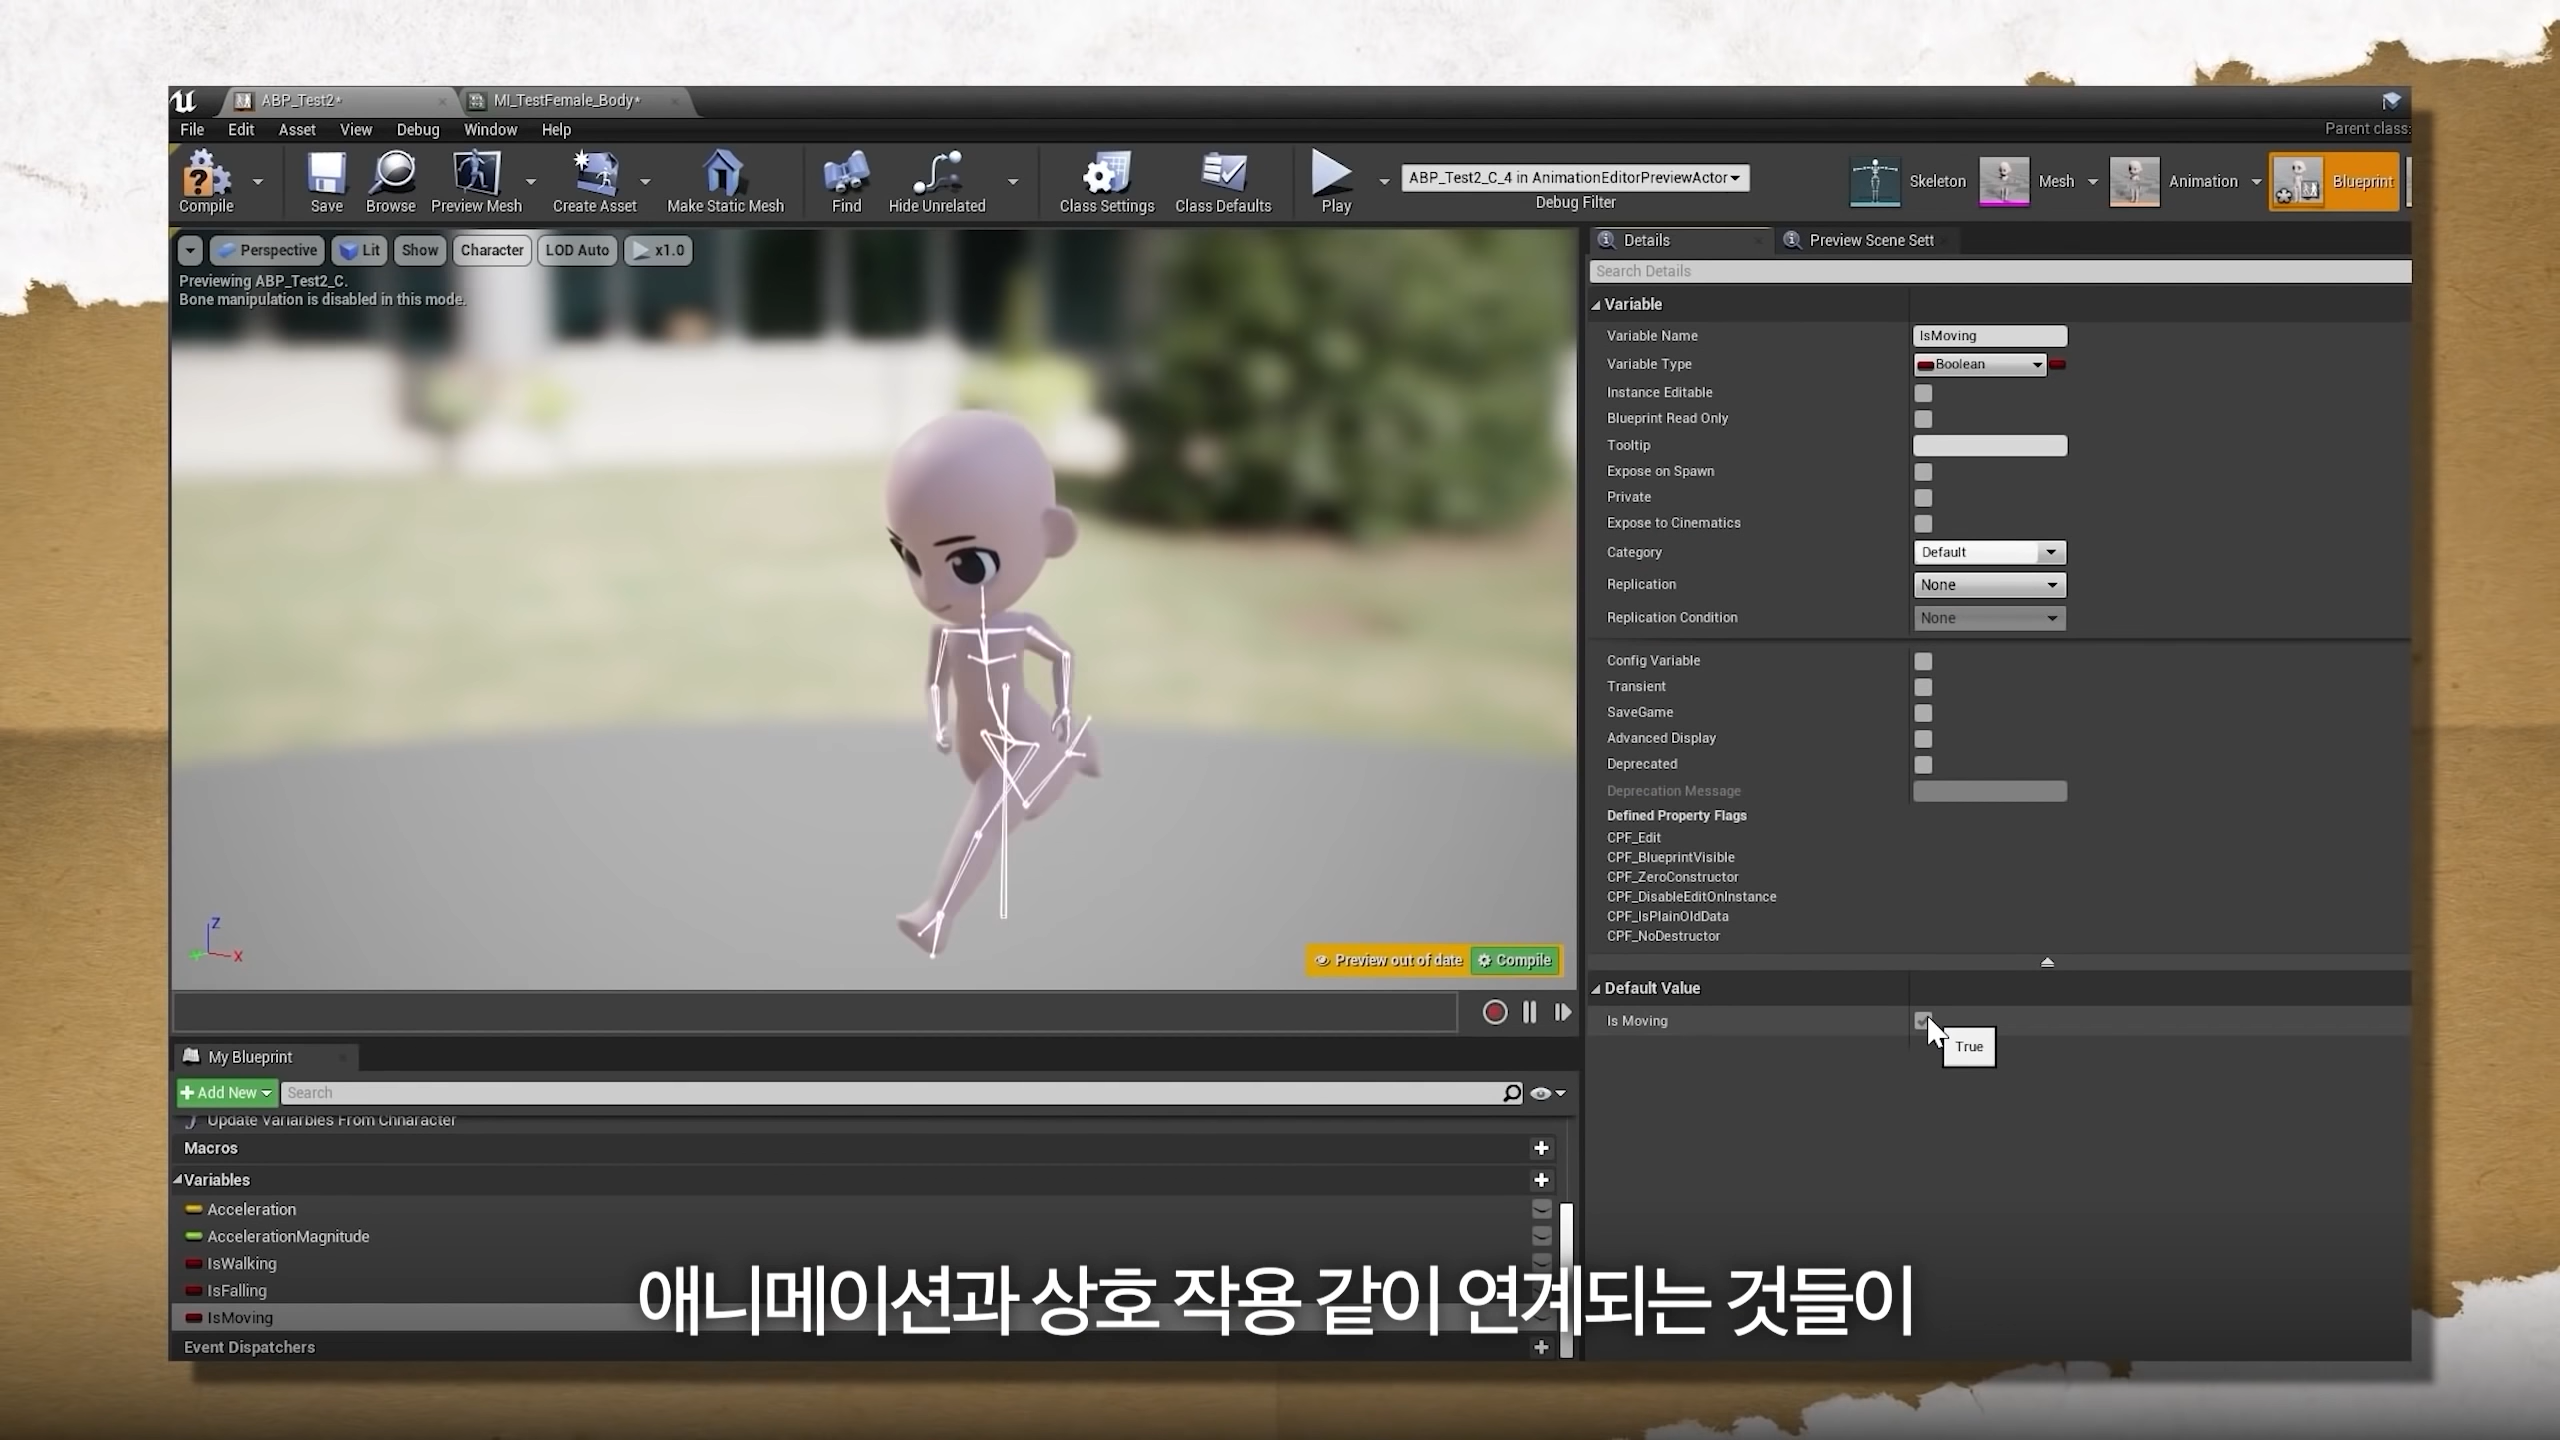 ABP_Test2*
MI_TestFemale_Body*
File Edit Asset View Debug Window Help
Parent class:
Compile
Save
Browse
Preview Mesh
Create Asset
Make Static Mesh
Find
Hide Unrelated
Class Settings
Class Defaults
Play
ABP_Test2_C_4 in AnimationEditorPreviewActor
Debug Filter
Skeleton
Mesh
Animation
Blueprint
Perspective
Lit
Show
Character
LOD Auto
x1.0
Previewing ABP_Test2_C.
Bone manipulation is disabled in this mode.
Z
X
Preview out of date
Compile
Details
Preview Scene Sett
Search Details
Variable
Variable Name
IsMoving
Variable Type
Boolean
Instance Editable
Blueprint Read Only
Tooltip
Expose on Spawn
Private
Expose to Cinematics
Category
Default
Replication
None
Replication Condition
None
Config Variable
Transient
SaveGame
Advanced Display
Deprecated
Deprecation Message
Defined Property Flags
CPF_Edit
CPF_BlueprintVisible
CPF_ZeroConstructor
CPF_DisableEditOnInstance
CPF_IsPlainOldData
CPF_NoDestructor
Default Value
Is Moving
True
My Blueprint
Add New
Search
Update Variarbles From Chnaracter
Macros
Variables
Acceleration
AccelerationMagnitude
IsWalking
IsFalling
IsMoving
Event Dispatchers
애니메이션과 상호 작용 같이 연계되는 것들이